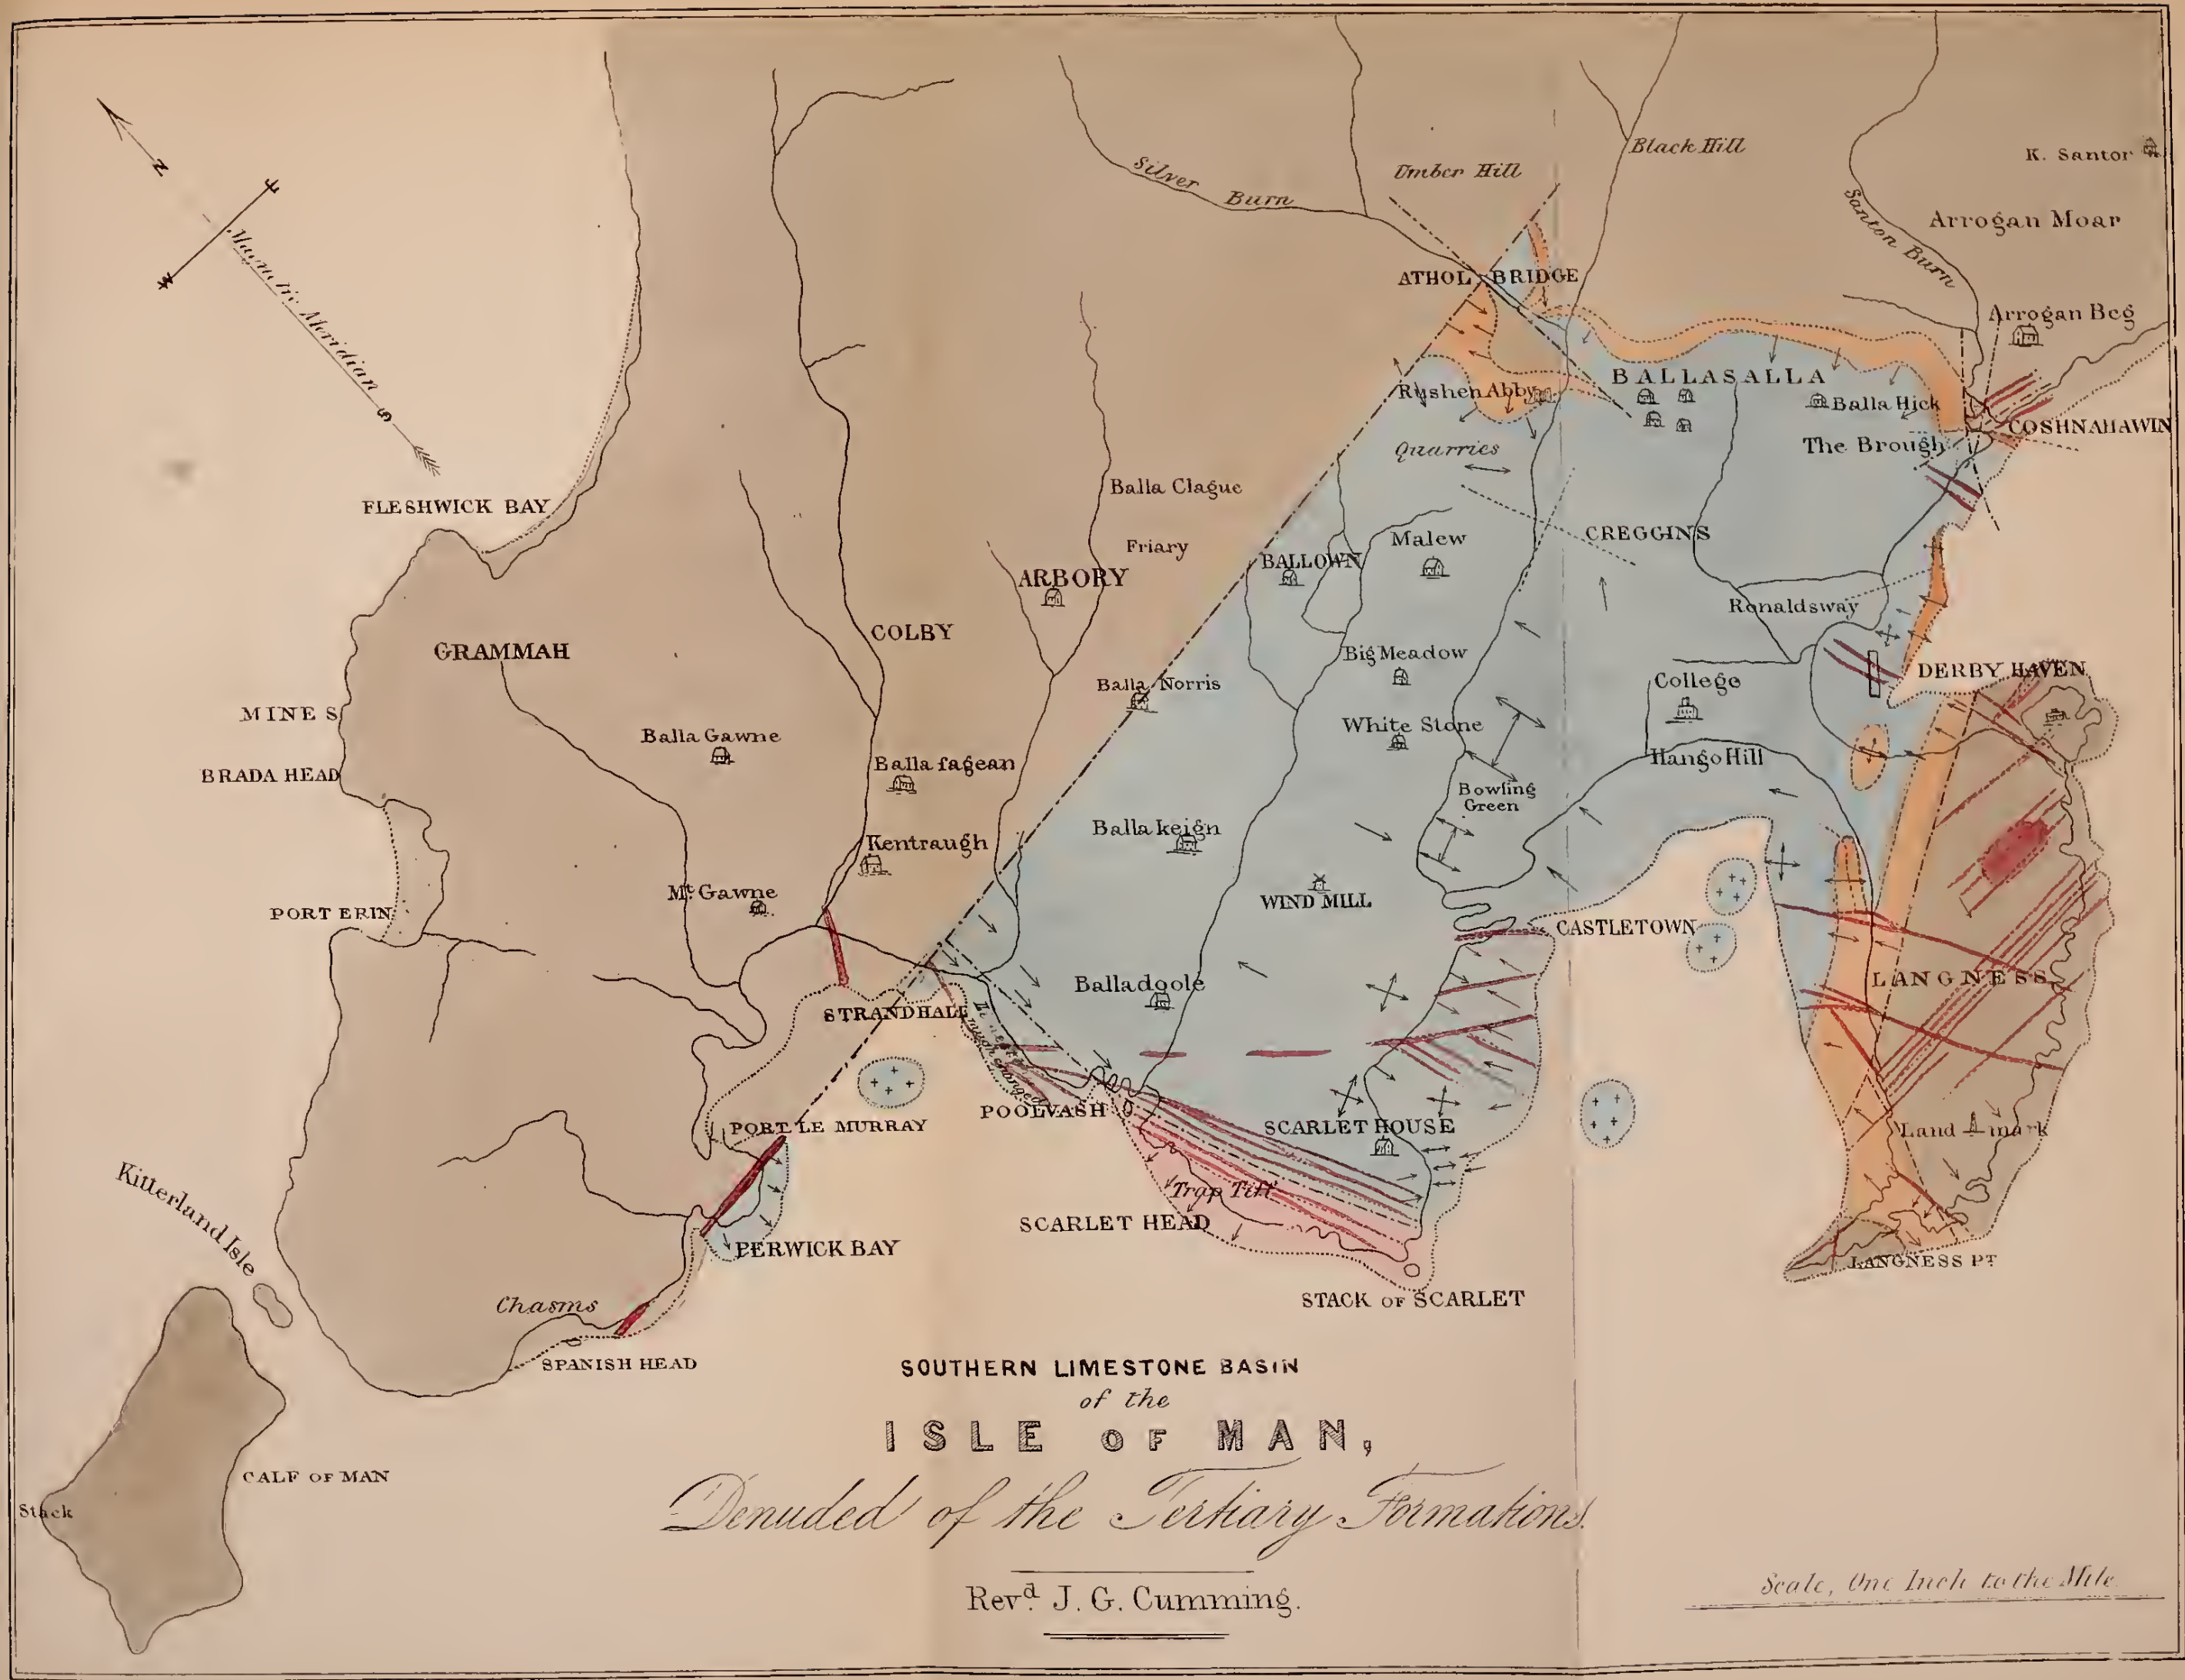 K. Santor
Black Hill
Umber Hill
Silver Burn
Santon Burn
Arrogan Moar
N
E
W
S
Magnetic Meridian
ATHOL BRIDGE
Arrogan Beg
BALLASALLA
Rushen Abby
Balla Hick
COSHNAHAWIN
The Brough
Quarries
Balla Clague
FLESHWICK BAY
CREGGINS
Malew
Friary
BALLOWN
ARBORY
Ronaldsway
COLBY
GRAMMAH
Big Meadow
DERBY HAVEN
College
Balla Norris
MINES
White Stone
Balla Gawne
Hango Hill
Balla fagean
BRADA HEAD
Bowling
Green
Balla keign
Kentraugh
Mt. Gawne
WIND MILL
PORT ERIN
CASTLETOWN
LANGNESS
Balladoole
STRANDHALL
much changed
POOLVASH
PORT LE MURRAY
SCARLET HOUSE
Land mark
Kitterland Isle
Trap Tuff
SCARLET HEAD
PERWICK BAY
LANGNESS PT
Chasms
STACK OF SCARLET
SPANISH HEAD
CALF OF MAN
Stack
SOUTHERN LIMESTONE BASIN
of the
ISLE OF MAN,
Denuded of the Tertiary Formations.
Revd. J. G. Cumming.
Scale, One Inch to the Mile